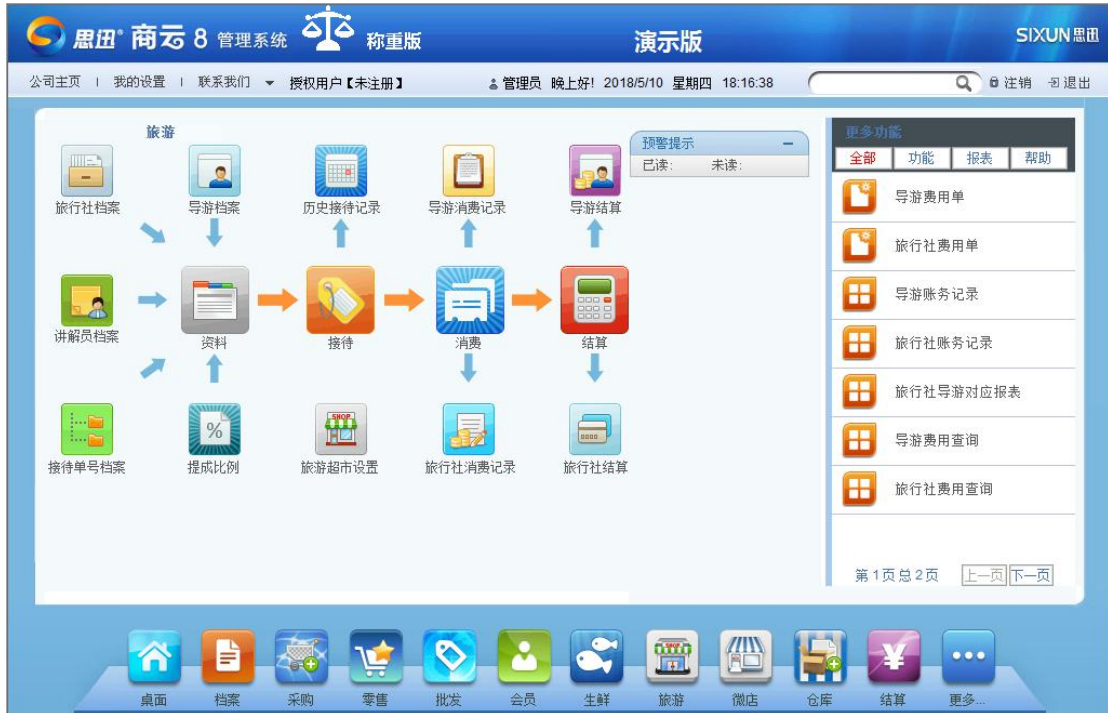 思迅® 商云 8 管理系统 称重版 演示版 SIXUN思迅
公司主页 | 我的设置 | 联系我们 授权用户【未注册】 管理员 晚上好! 2018/5/10 星期四 18:16:38 注销 退出
旅游
旅行社档案 导游档案 历史接待记录 导游消费记录 导游结算
讲解员档案 资料 接待 消费 结算
接待单号档案 提成比例 旅游超市设置 旅行社消费记录 旅行社结算
%
SHOP
预警提示
已读: 未读:
更多功能
全部 功能 报表 帮助
导游费用单
旅行社费用单
导游账务记录
旅行社账务记录
旅行社导游对应报表
导游费用查询
旅行社费用查询
第 1 页 总 2 页 上一页 下一页
桌面 档案 采购 零售 批发 会员 生鲜 旅游 微店 仓库 结算 更多...